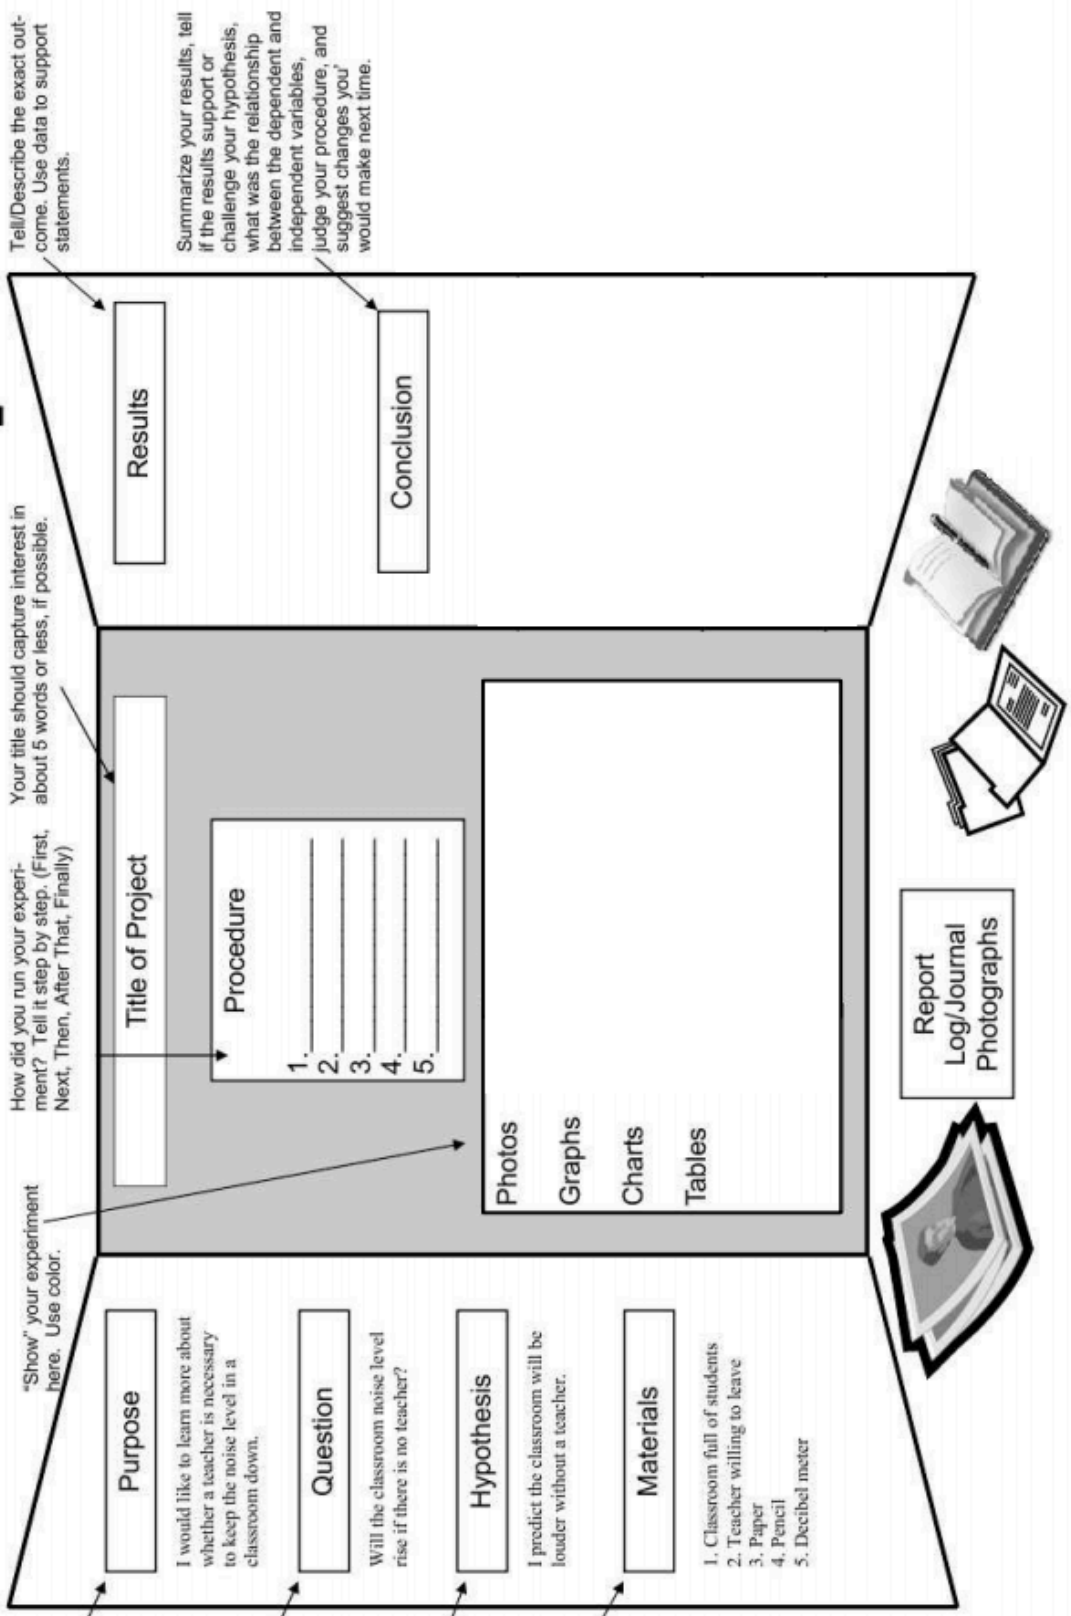 "Show" your experiment
here.  Use color.
How did you run your experi-
ment?  Tell it step by step. (First,
Next, Then, After That, Finally)
Your title should capture interest in
about 5 words or less, if possible.
Tell/Describe the exact out-
come. Use data to support
statements.
Summarize your results, tell
if the results support or
challenge your hypothesis,
what was the relationship
between the dependent and
independent variables,
judge your procedure, and
suggest changes you'
would make next time.
Purpose
I would like to learn more about
whether a teacher is necessary
to keep the noise level in a
classroom down.
Question
Will the classroom noise level
rise if there is no teacher?
Hypothesis
I predict the classroom will be
louder without a teacher.
Materials
1. Classroom full of students
2. Teacher willing to leave
3. Paper
4. Pencil
5. Decibel meter
Title of Project
Procedure
1.
2.
3.
4.
5.
Photos
Graphs
Charts
Tables
Results
Conclusion
Report
Log/Journal
Photographs